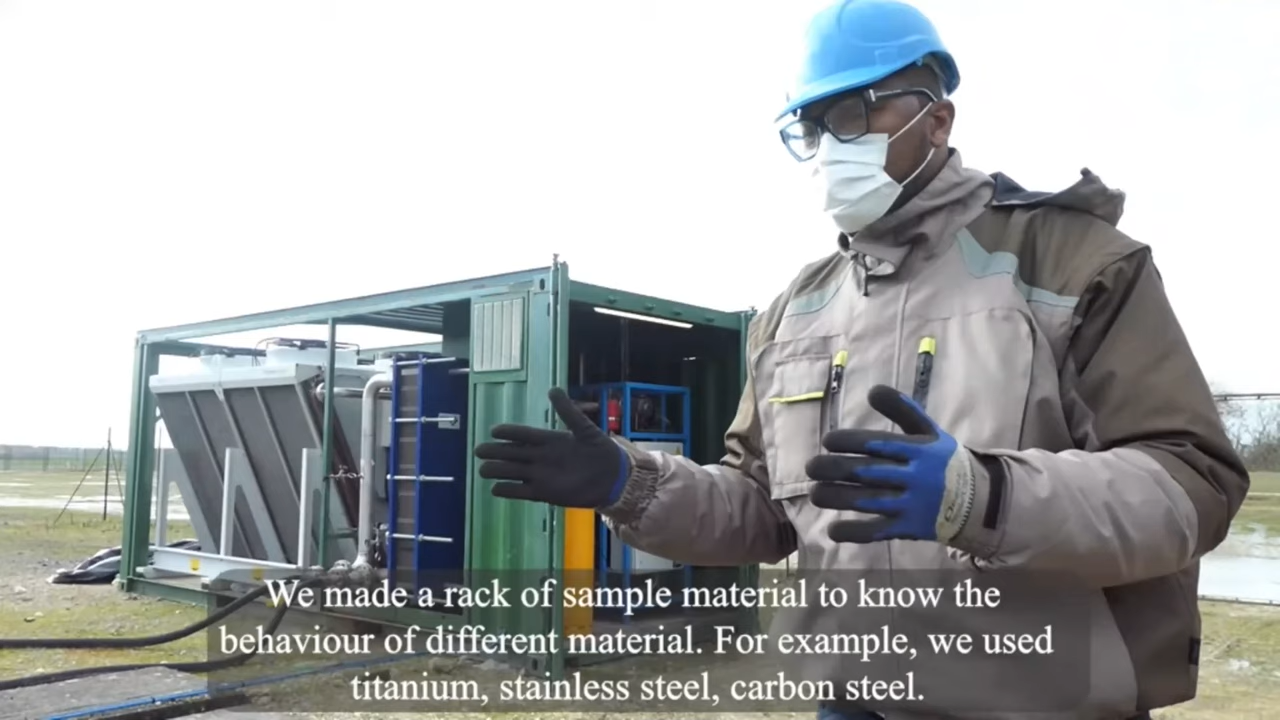 We made a rack of sample material to know the
behaviour of different material. For example, we used
titanium, stainless steel, carbon steel.